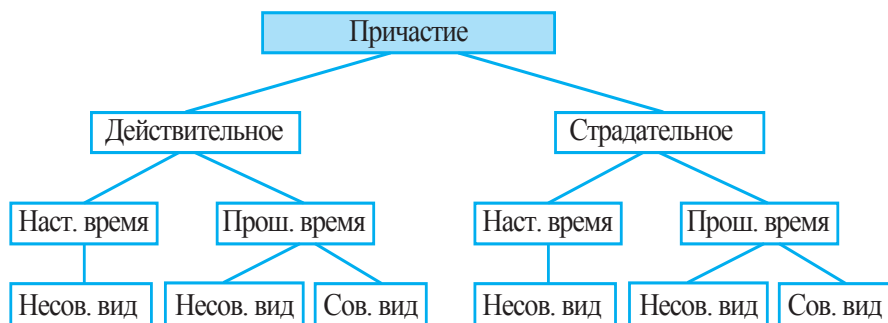 Причастие
Действительное Страдательное
Наст. время Прош. время Наст. время Прош. время
Несов. вид Несов. вид Сов. вид Несов. вид Несов. вид Сов. вид